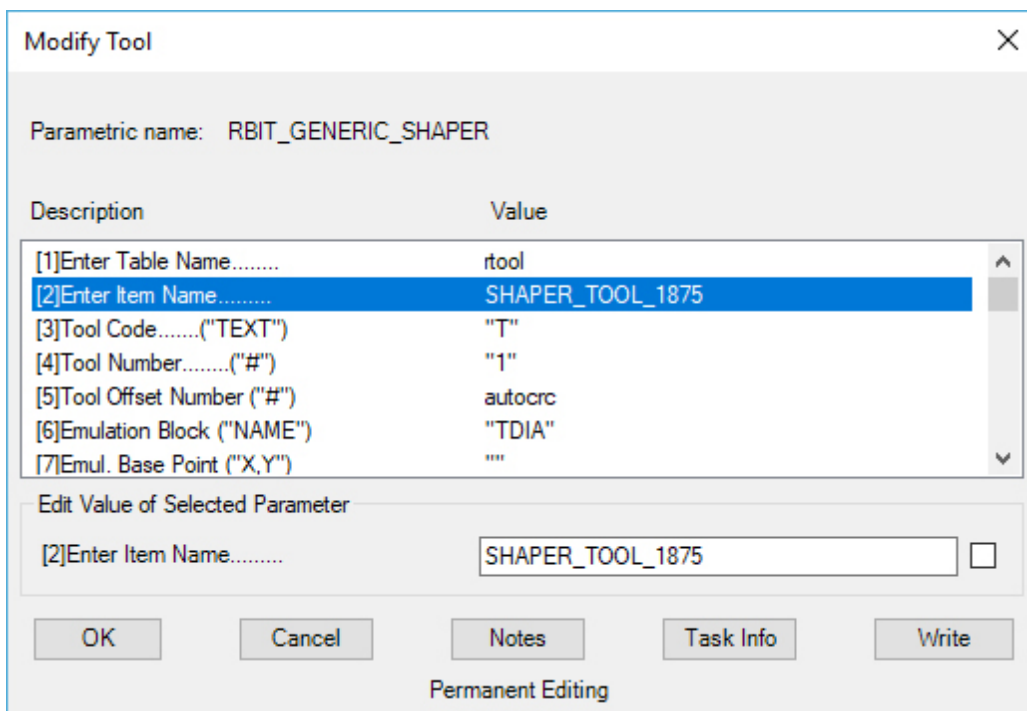 Modify Tool
Parametric name: RBIT_GENERIC_SHAPER
Description Value
[1]Enter Table Name........ rtool
[2]Enter Item Name......... SHAPER_TOOL_1875
[3]Tool Code.......("TEXT") "T"
[4]Tool Number........("#") "1"
[5]Tool Offset Number ("#") autocrc
[6]Emulation Block ("NAME") "TDIA"
[7]Emul. Base Point ("X,Y") ""
Edit Value of Selected Parameter
[2]Enter Item Name......... SHAPER_TOOL_1875
OK Cancel Notes Task Info Write
Permanent Editing